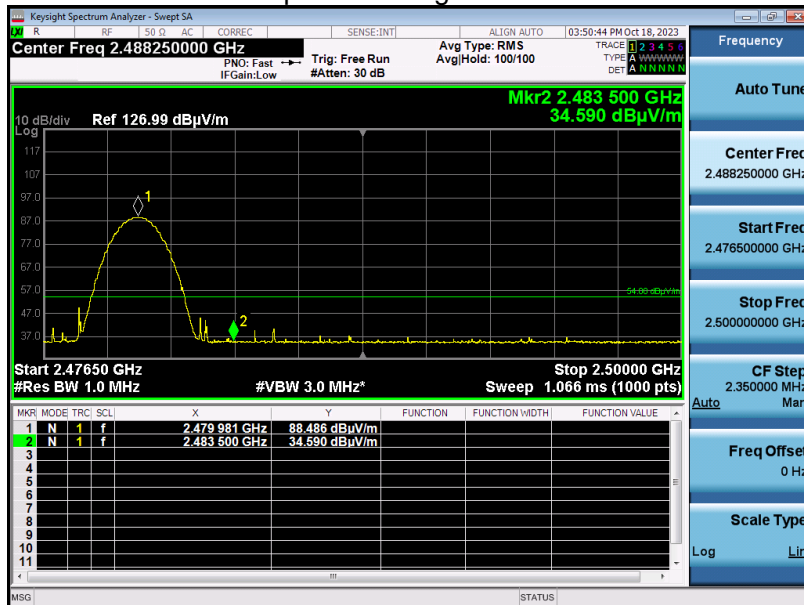 Keysight Spectrum Analyzer - Swept SA
LXI R RF 50 Ω AC CORREC SENSE:INT ALIGN AUTO 03:50:44 PM Oct 18, 2023
Center Freq 2.488250000 GHz
PNO: Fast
IFGain:Low
Trig: Free Run
#Atten: 30 dB
Avg Type: RMS
Avg|Hold: 100/100
TRACE 1 2 3 4 5 6
TYPE A WWWWW
DET A N N N N N
Mkr2 2.483 500 GHz
34.590 dBµV/m
10 dB/div Ref 126.99 dBµV/m
Log
117
107
97.0
87.0
77.0
67.0
57.0
47.0
37.0
1
2
54.00 dBµV/m
Start 2.47650 GHz Stop 2.50000 GHz
#Res BW 1.0 MHz #VBW 3.0 MHz* Sweep 1.066 ms (1000 pts)
MKR MODE TRC SCL X Y FUNCTION FUNCTION WIDTH FUNCTION VALUE
1 N 1 f 2.479 981 GHz 88.486 dBµV/m
2 N 1 f 2.483 500 GHz 34.590 dBµV/m
3
4
5
6
7
8
9
10
11
MSG STATUS
Frequency
Auto Tune
Center Freq
2.488250000 GHz
Start Freq
2.476500000 GHz
Stop Freq
2.500000000 GHz
CF Step
2.350000 MHz
Auto Man
Freq Offset
0 Hz
Scale Type
Log Lin